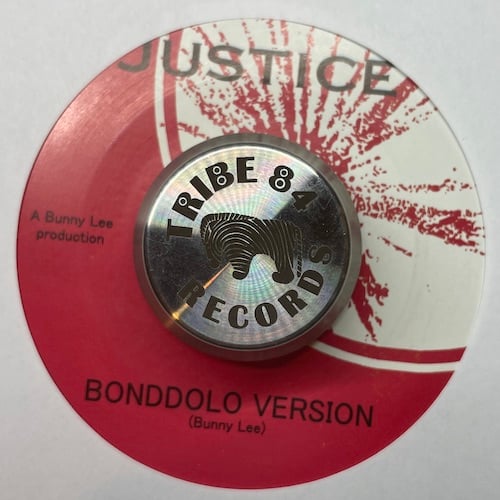 JUSTICE
TRIBE 84
RECORDS
A Bunny Lee
production
BONDDOLO VERSION
(Bunny Lee)